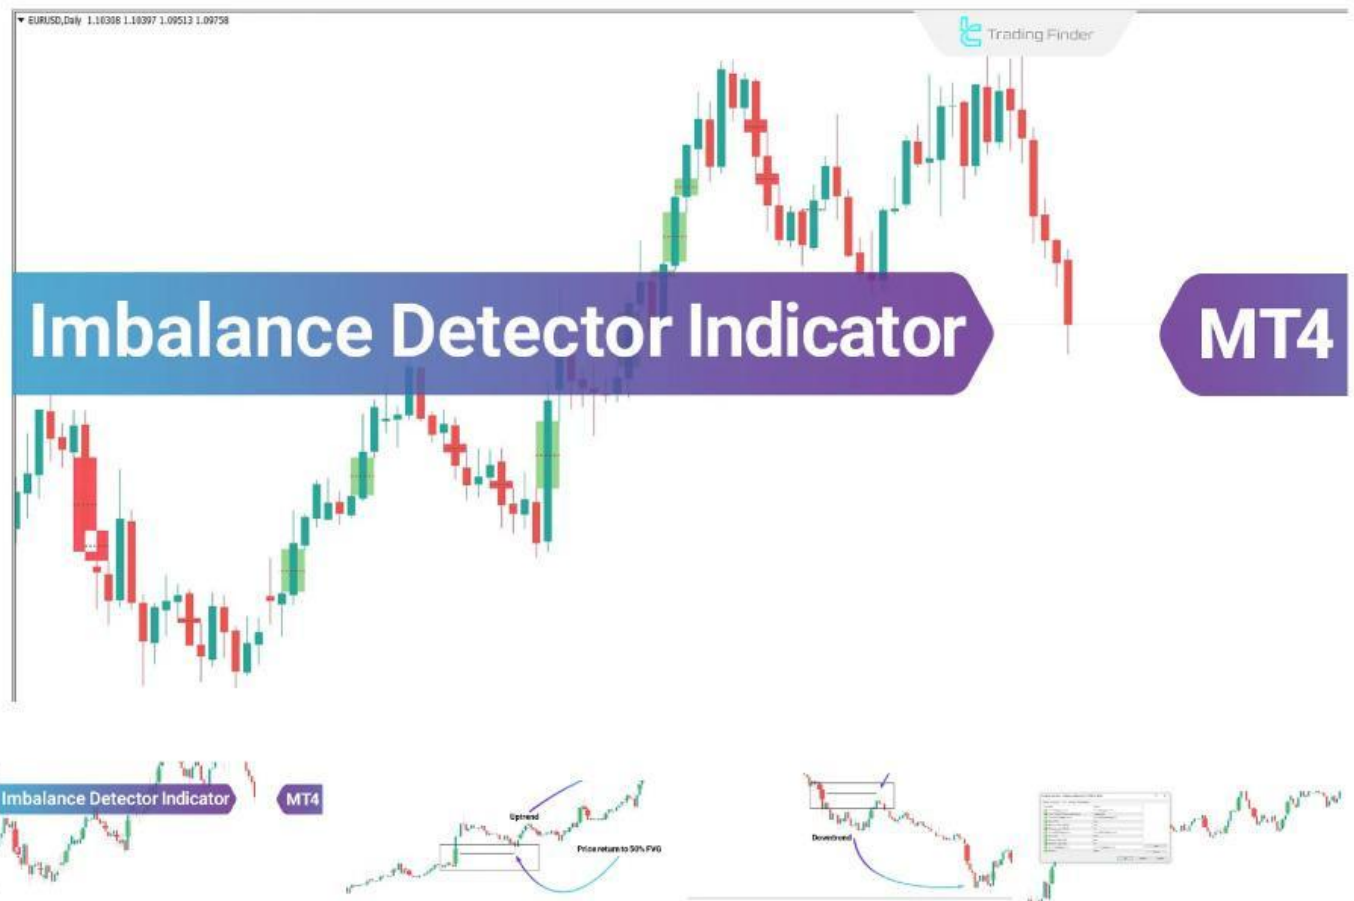 EURUSD,Daily 1.10308 1.10397 1.09513 1.09758
Trading Finder
Imbalance Detector Indicator
MT4
Imbalance Detector Indicator
MT4
Uptrend
Price return to 50% FVG
Downtrend